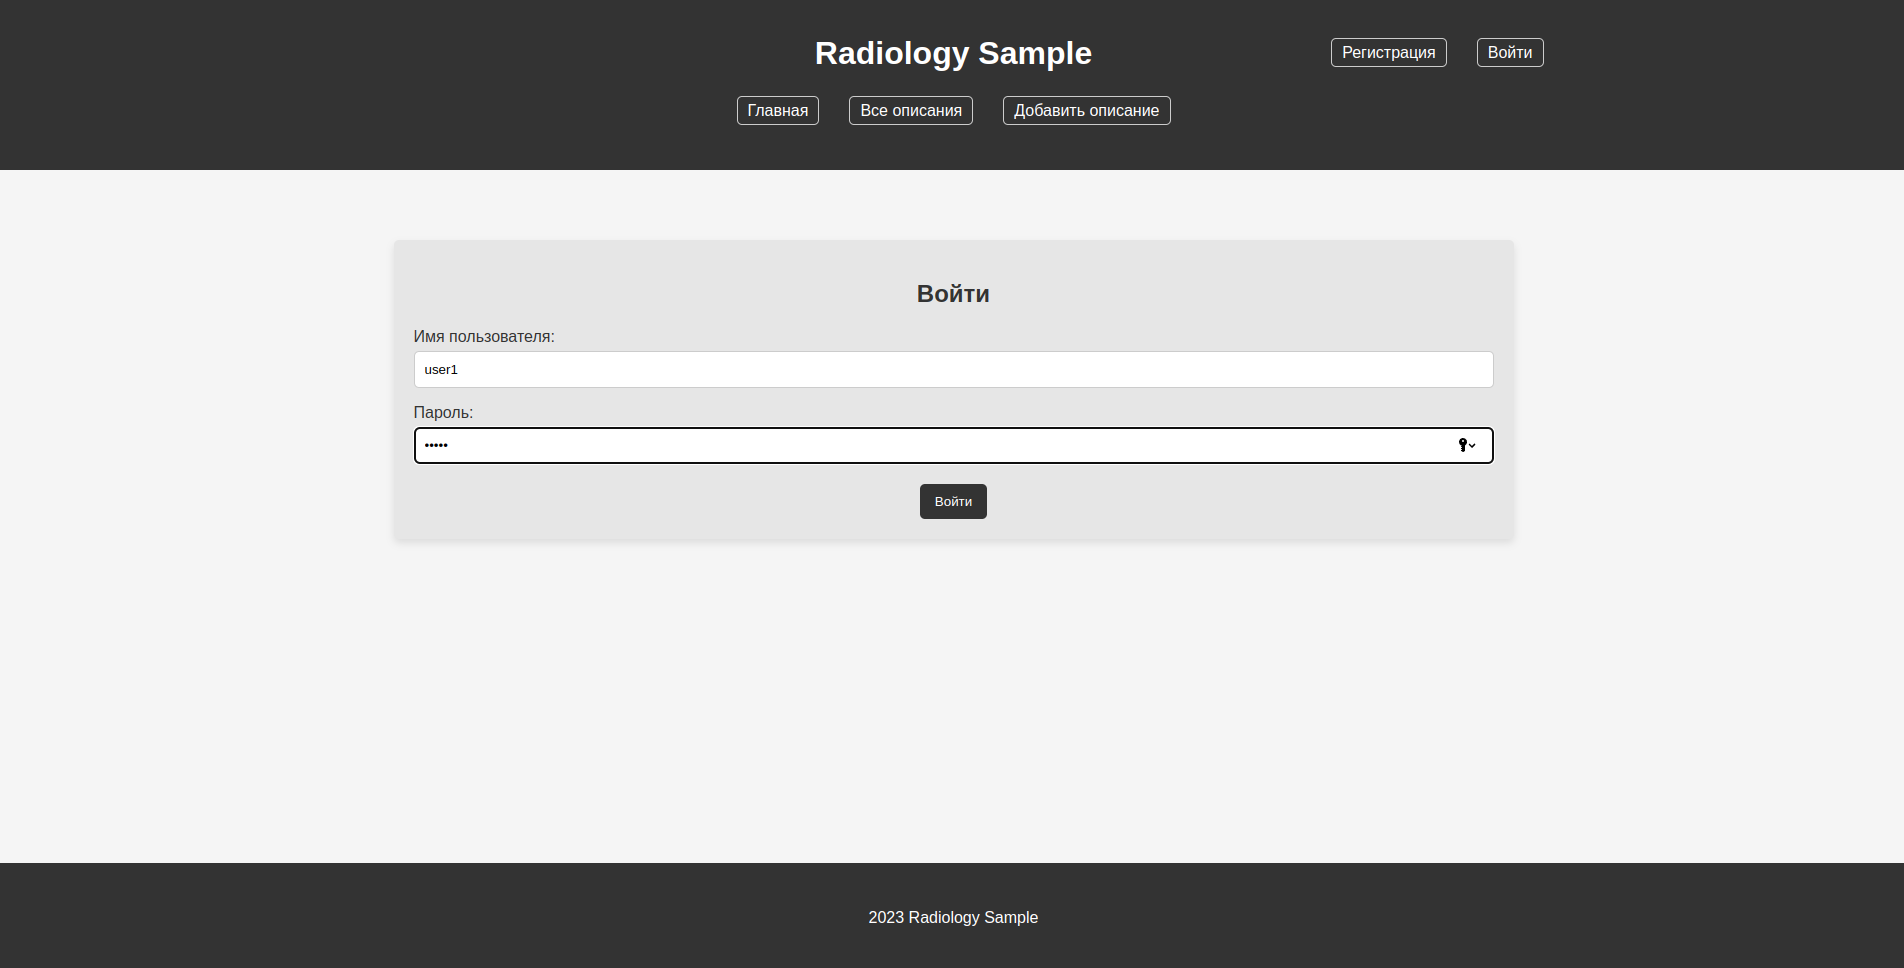 Radiology Sample
Регистрация
Войти
Главная
Все описания
Добавить описание
Войти
Имя пользователя:
user1
Пароль:
•••••
Войти
2023 Radiology Sample